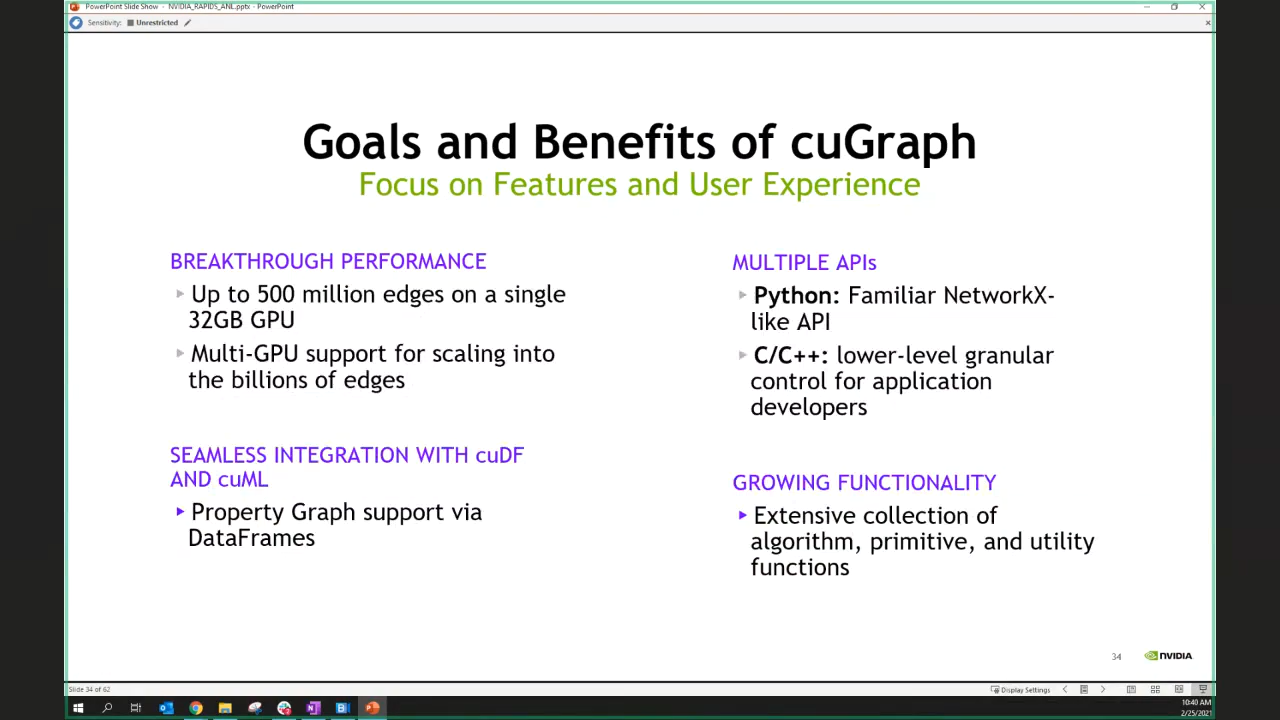 PowerPoint Slide Show - NVIDIA_RAPIDS_ANL.pptx - PowerPoint
Sensitivity: Unrestricted
Goals and Benefits of cuGraph
Focus on Features and User Experience
BREAKTHROUGH PERFORMANCE
Up to 500 million edges on a single
32GB GPU
Multi-GPU support for scaling into
the billions of edges
SEAMLESS INTEGRATION WITH cuDF
AND cuML
Property Graph support via
DataFrames
MULTIPLE APIs
Python: Familiar NetworkX-
like API
C/C++: lower-level granular
control for application
developers
GROWING FUNCTIONALITY
Extensive collection of
algorithm, primitive, and utility
functions
34
NVIDIA
Slide 34 of 62
Display Settings
10:40 AM
2/25/2021